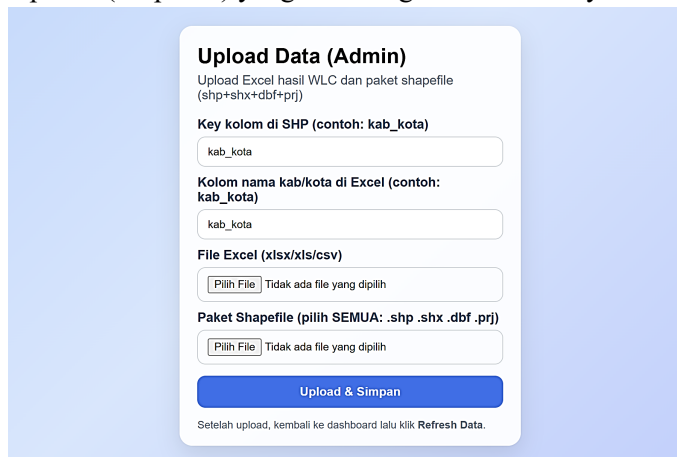 Upload Data (Admin)
Upload Excel hasil WLC dan paket shapefile
(shp+shx+dbf+prj)
Key kolom di SHP (contoh: kab_kota)
kab_kota
Kolom nama kab/kota di Excel (contoh:
kab_kota)
kab_kota
File Excel (xlsx/xls/csv)
Pilih File Tidak ada file yang dipilih
Paket Shapefile (pilih SEMUA: .shp .shx .dbf .prj)
Pilih File Tidak ada file yang dipilih
Upload & Simpan
Setelah upload, kembali ke dashboard lalu klik Refresh Data.